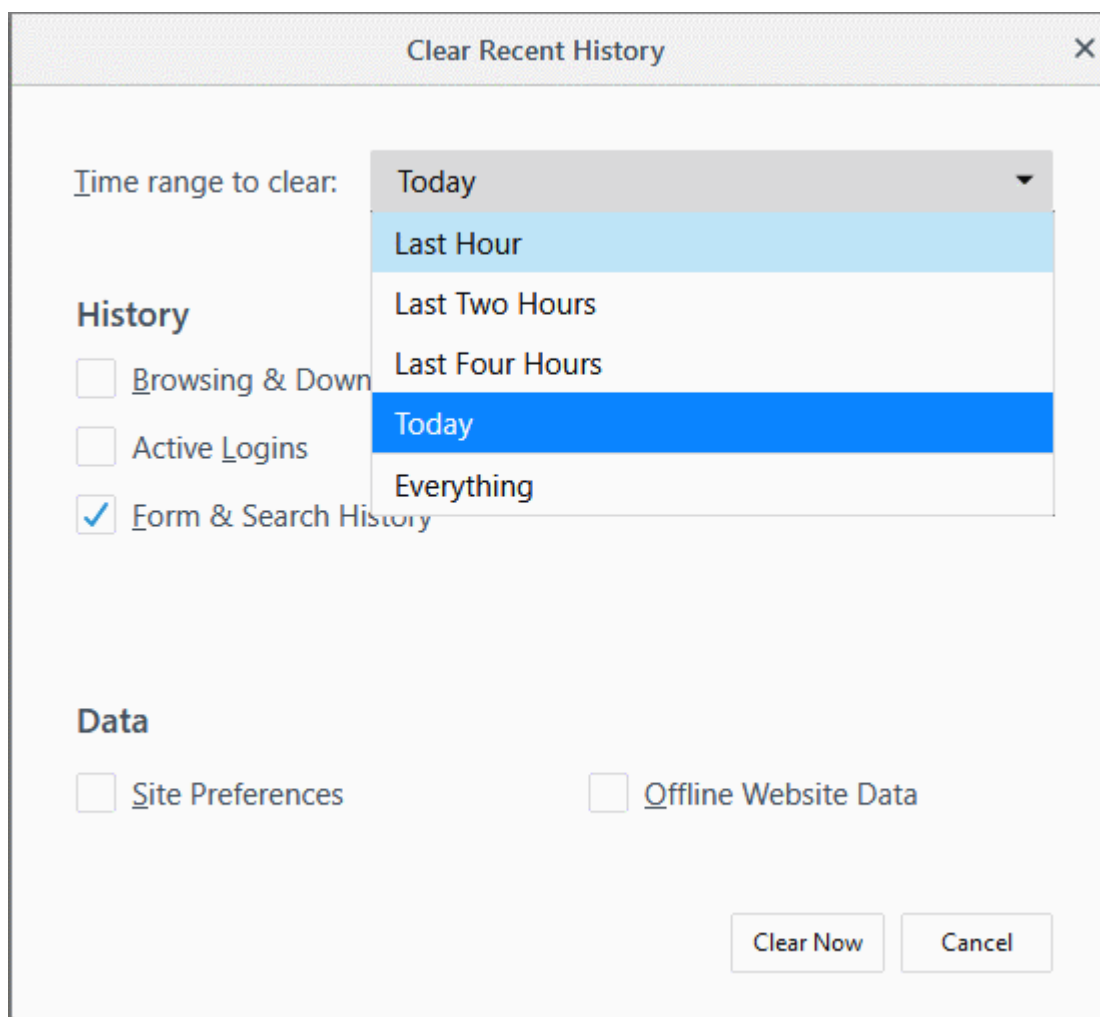 Clear Recent History
Time range to clear: Today
Last Hour
Last Two Hours
Last Four Hours
Today
Everything
History
Browsing & Down
Active Logins
Form & Search History
Data
Site Preferences Offline Website Data
Clear Now Cancel